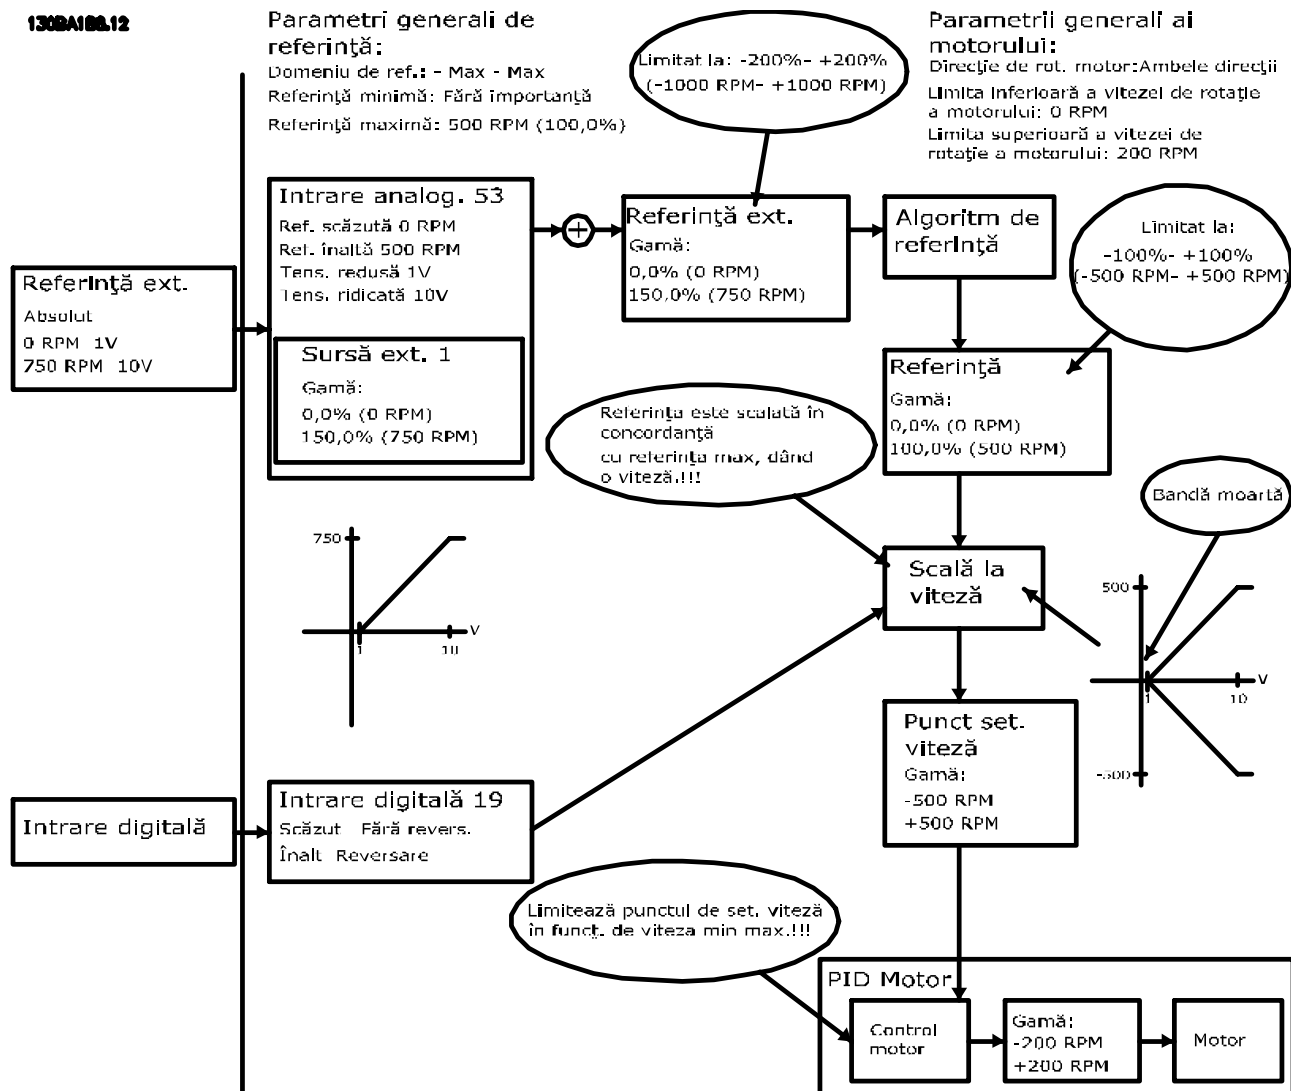 130BA188.12
Parametri generali de
referinţă:
Domeniu de ref.: - Max - Max
Referinţă minimă: Fără importanţă
Referinţă maximă: 500 RPM (100,0%)
Limitat la: -200%- +200%
(-1000 RPM- +1000 RPM)
Parametrii generali ai
motorului:
Direcţie de rot. motor:Ambele direcţii
Limita inferioară a vitezei de rotaţie
a motorului: 0 RPM
Limita superioară a vitezei de
rotaţie a motorului: 200 RPM
Referinţă ext.
Absolut
0 RPM 1V
750 RPM 10V
Intrare analog. 53
Ref. scăzută 0 RPM
Ref. înaltă 500 RPM
Tens. redusă 1V
Tens. ridicată 10V
Sursă ext. 1
Gamă:
0,0% (0 RPM)
150,0% (750 RPM)
Referinţă ext.
Gamă:
0,0% (0 RPM)
150,0% (750 RPM)
Algoritm de
referinţă
Limitat la:
-100%- +100%
(-500 RPM- +500 RPM)
Referinţă
Gamă:
0,0% (0 RPM)
100,0% (500 RPM)
Referinţa este scalată în
concordanţă
cu referinţa max, dând
o viteză.!!!
Bandă moartă
750
V
1
10
Scală la
viteză
500
V
1
10
-500
Punct set.
viteză
Gamă:
-500 RPM
+500 RPM
Intrare digitală
Intrare digitală 19
Scăzut Fără revers.
Înalt Reversare
Limitează punctul de set. viteză
în funcţ. de viteza min max.!!!
PID Motor
Control
motor
Gamă:
-200 RPM
+200 RPM
Motor